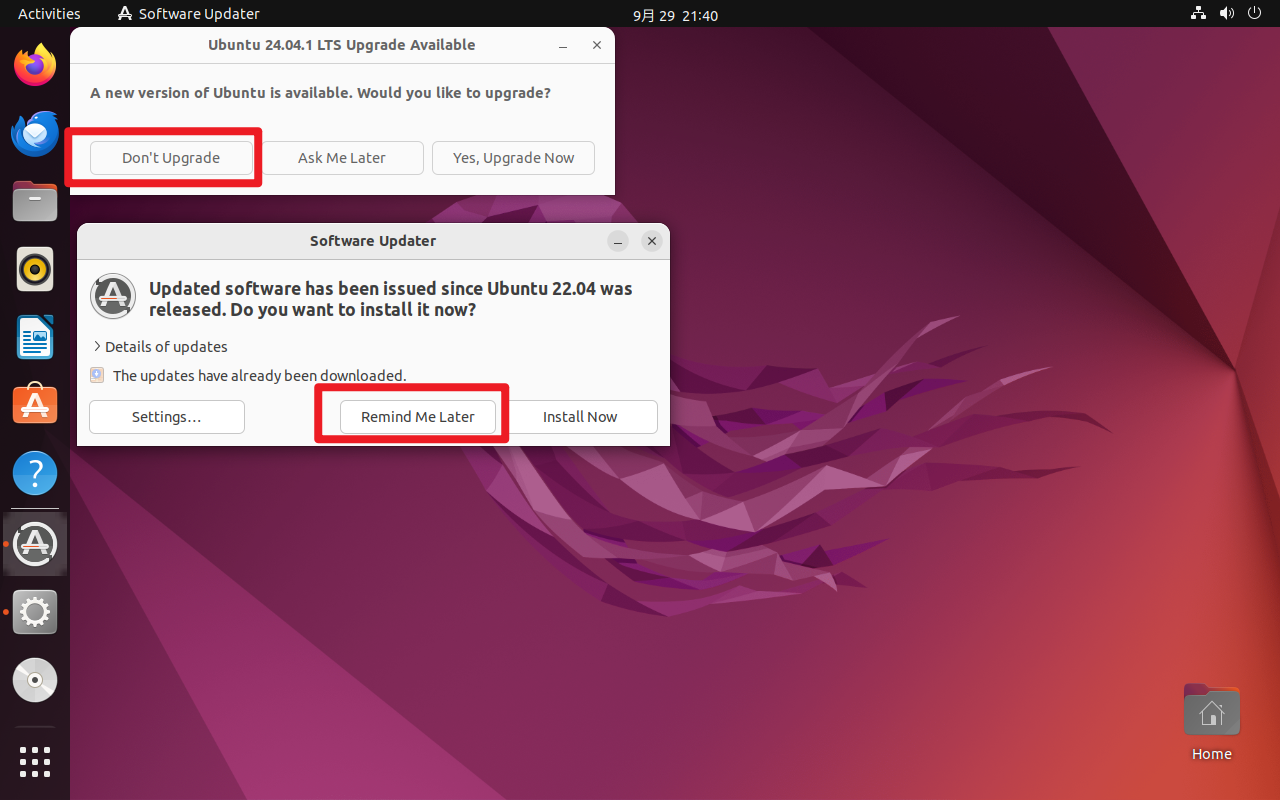 Activities
Software Updater
9月 29 21:40
Ubuntu 24.04.1 LTS Upgrade Available
A new version of Ubuntu is available. Would you like to upgrade?
Don't Upgrade
Ask Me Later
Yes, Upgrade Now
Software Updater
Updated software has been issued since Ubuntu 22.04 was
released. Do you want to install it now?
Details of updates
The updates have already been downloaded.
Settings…
Remind Me Later
Install Now
Home